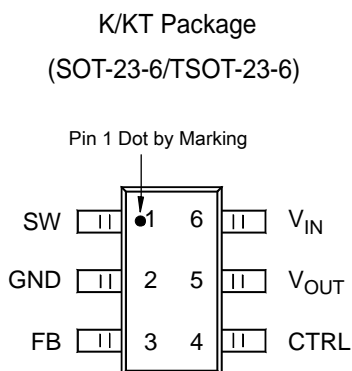 K/KT Package
(SOT-23-6/TSOT-23-6)
Pin 1 Dot by Marking
SW 1 6 VIN
GND 2 5 VOUT
FB 3 4 CTRL